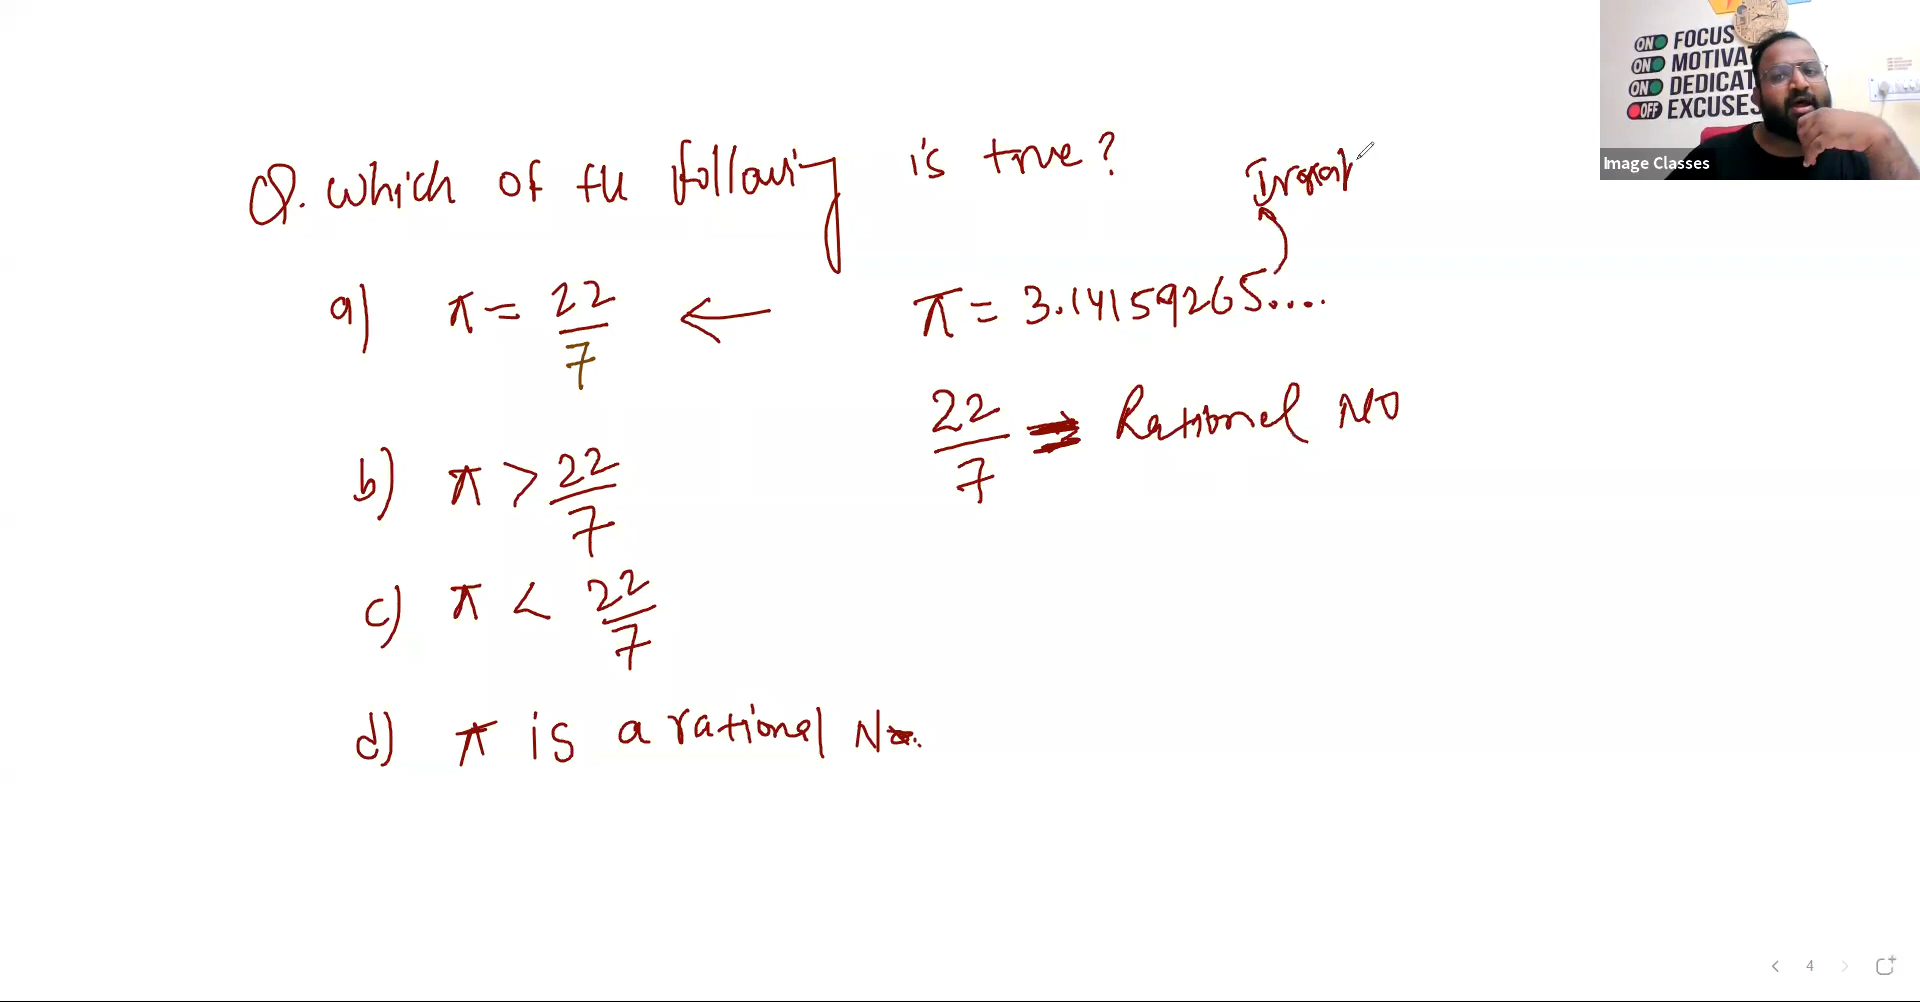 Q. which of the following is true?
a) π = 22/7 ←
b) π > 22/7
c) π < 22/7
d) π is a rational No.
Irrat
π = 3.14159265....
22/7 ⇒ Rational NO
ON FOCUS
ON MOTIVA
ON DEDICAT
OFF EXCUSES
Image Classes
4